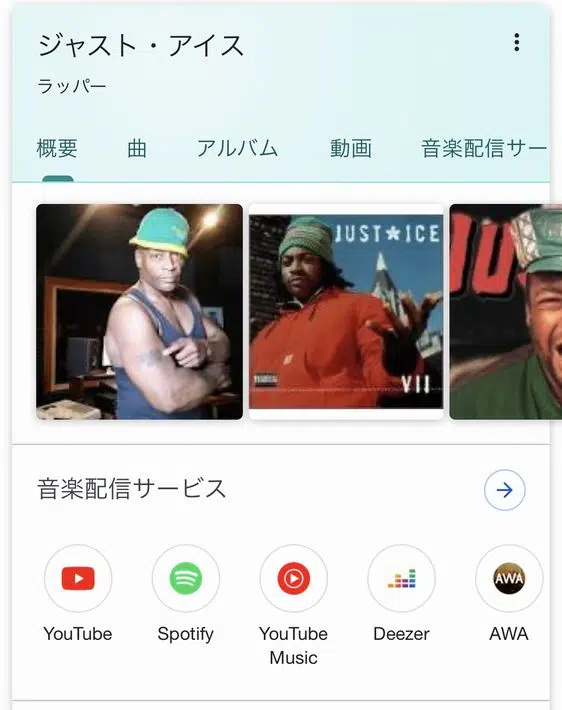 ジャスト・アイス
ラッパー
概要 曲 アルバム 動画 音楽配信サー
JUST★ICE
VII
音楽配信サービス
YouTube Spotify YouTube Music Deezer AWA
AWA